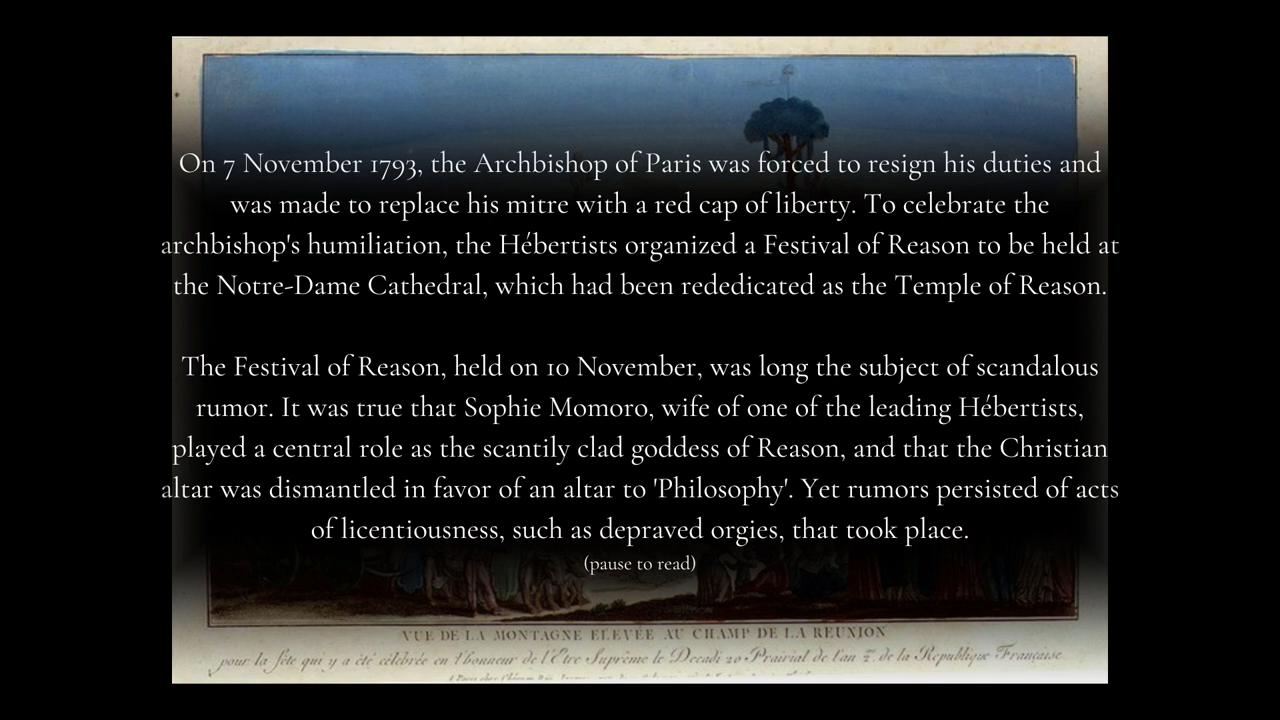 On 7 November 1793, the Archbishop of Paris was forced to resign his duties and
was made to replace his mitre with a red cap of liberty. To celebrate the
archbishop's humiliation, the Hébertists organized a Festival of Reason to be held at
the Notre-Dame Cathedral, which had been rededicated as the Temple of Reason.
The Festival of Reason, held on 10 November, was long the subject of scandalous
rumor. It was true that Sophie Momoro, wife of one of the leading Hébertists,
played a central role as the scantily clad goddess of Reason, and that the Christian
altar was dismantled in favor of an altar to 'Philosophy'. Yet rumors persisted of acts
of licentiousness, such as depraved orgies, that took place.
(pause to read)
VUE DE LA MONTAGNE ELEVÉE AU CHAMP DE LA REUNION
pour la fête qui y a été célébrée en l'honneur de l'Etre Suprême le Decadi 20 Prairial de l'an 2.e de la Republique Française